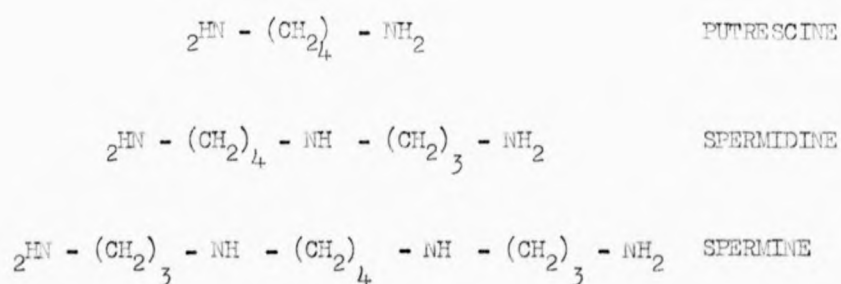 ₂HN - (CH₂)₄ - NH₂ PUTRESCINE
₂HN - (CH₂)₄ - NH - (CH₂)₃ - NH₂ SPERMIDINE
₂HN - (CH₂)₃ - NH - (CH₂)₄ - NH - (CH₂)₃ - NH₂ SPERMINE